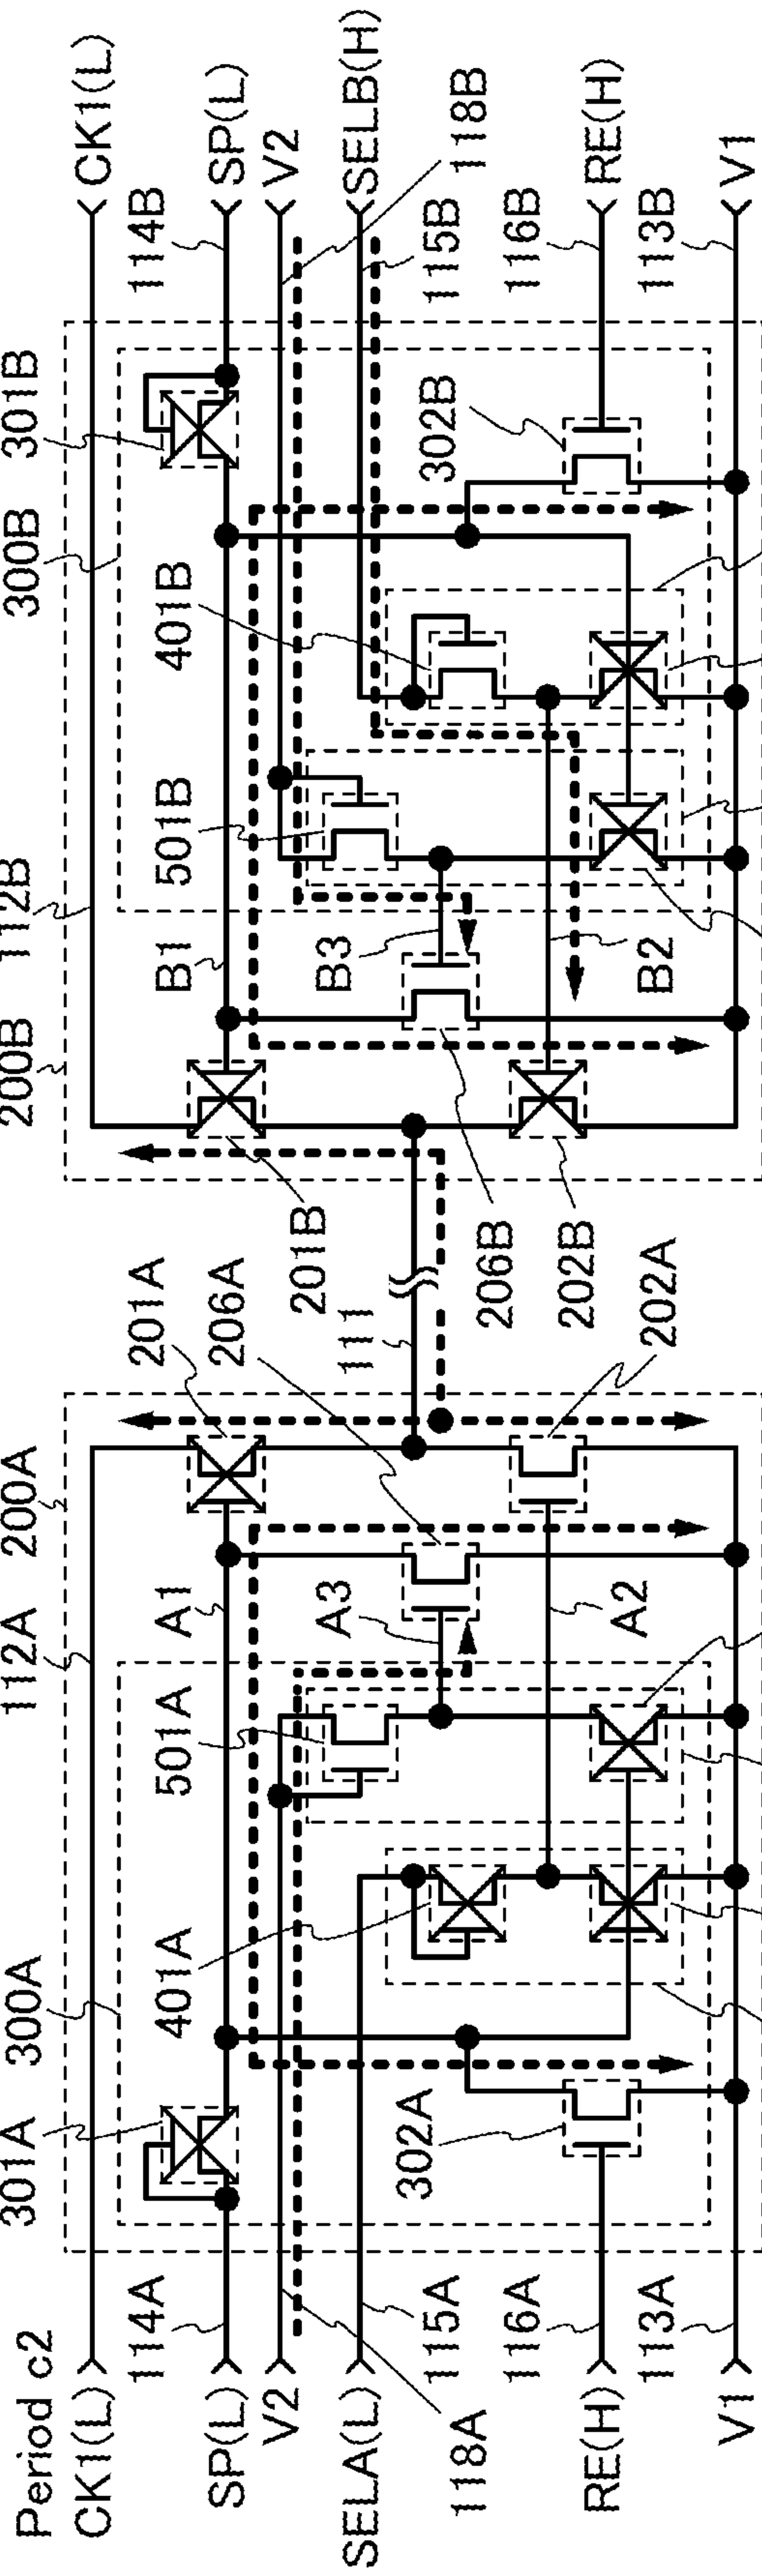 Period c2
301A 300A 112A 200A 200B 112B 300B 301B
CK1(L) CK1(L)
114A 401A 501A A1 201A B1 501B 401B 114B
SP(L) 206A SP(L)
V2 201B V2
A3 111 B3
SELA(L) 115A 302A 302B 115B SELB(H)
118A 206B 118B
RE(H) 116A A2 202B B2 116B RE(H)
202A
V1 113A 113B V1